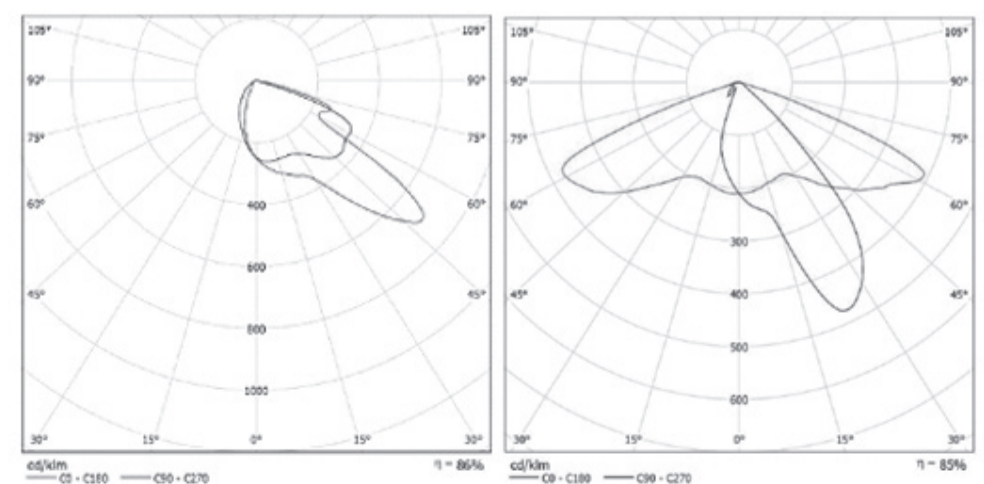 105° 105° 105° 105°
90° 90° 90° 90°
75° 75° 75° 75°
60° 400 60° 60° 60°
300
600
45° 45° 45° 400 45°
800
500
1000
600
30° 15° 0° 15° 30° 30° 15° 0° 15° 30°
cd/klm η = 86% cd/klm η = 85%
C0 - C180 C90 - C270 C0 - C180 C90 - C270